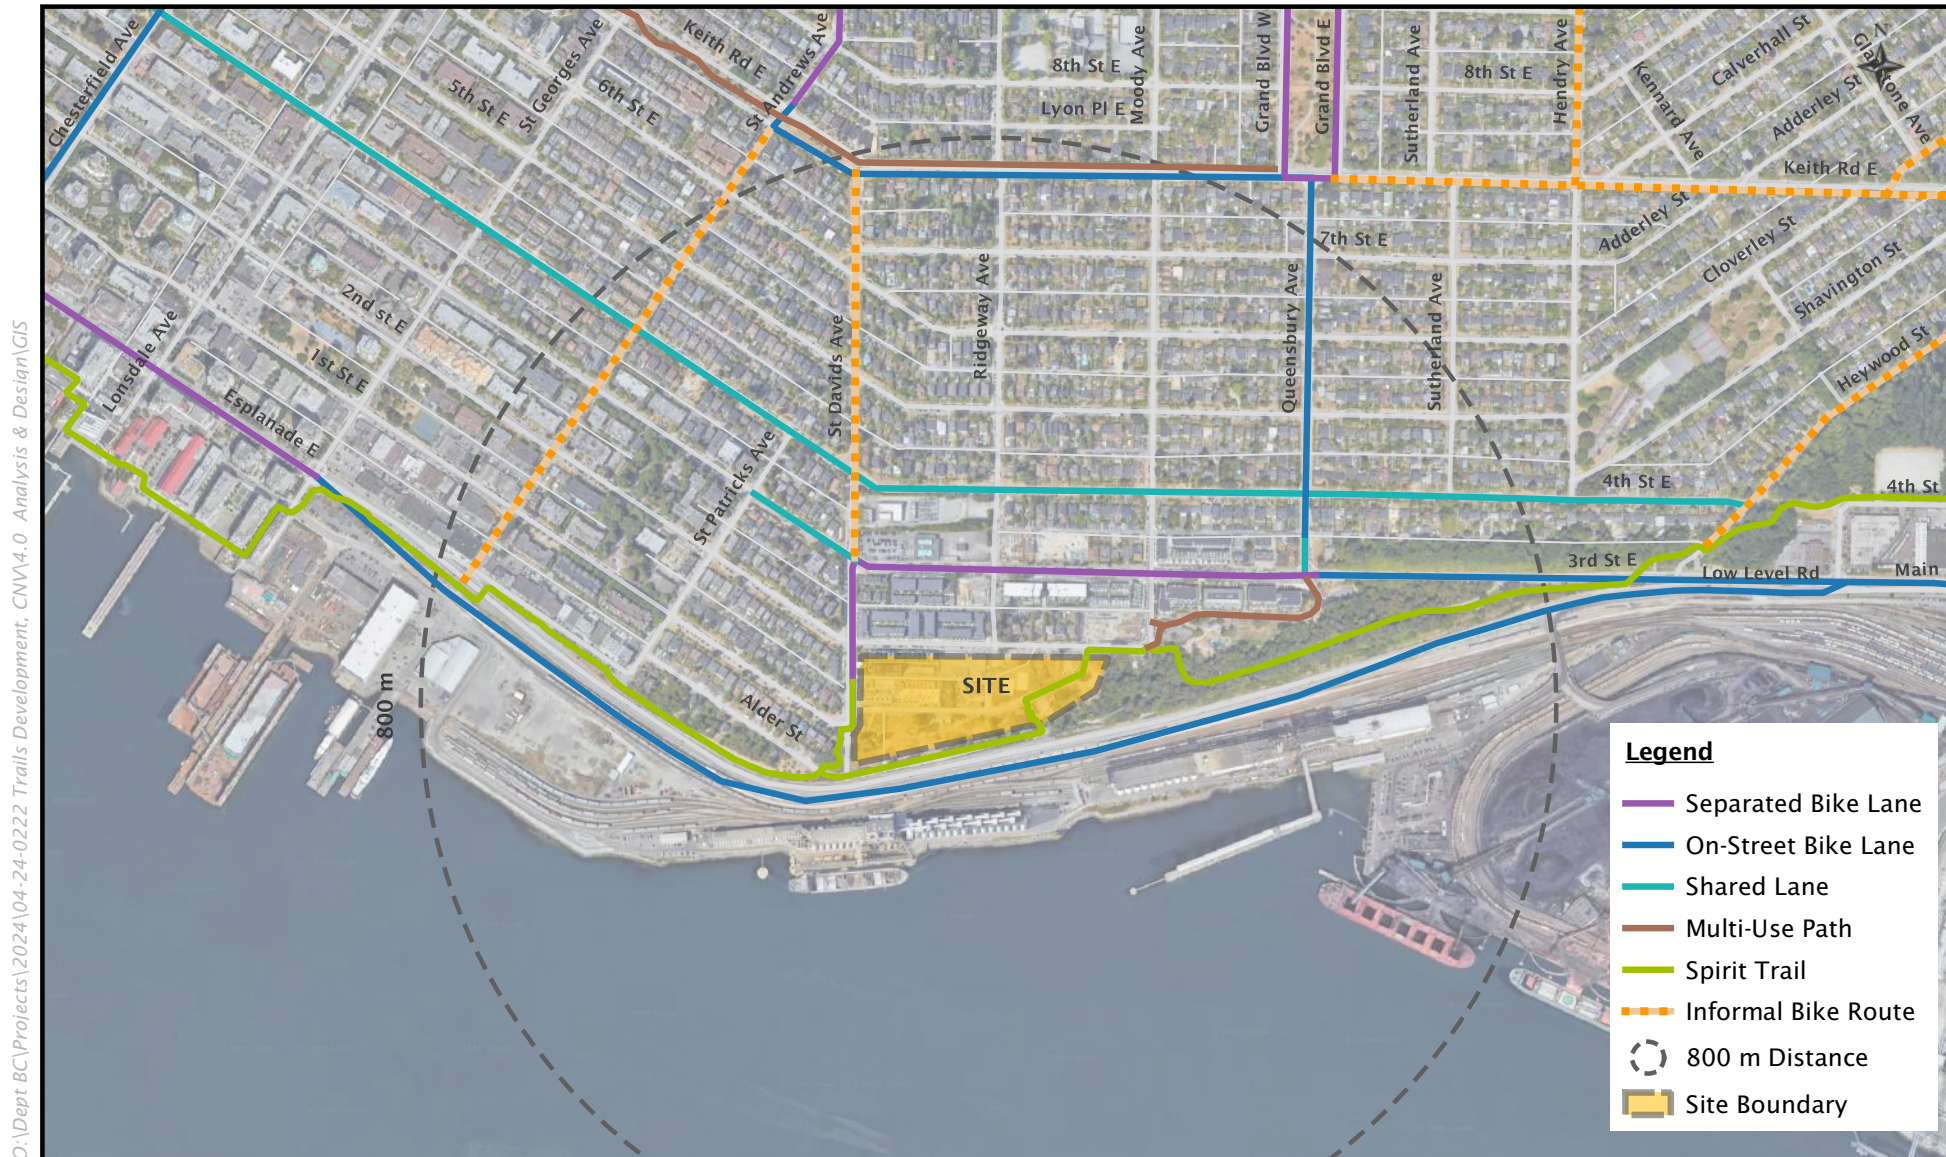 O:\Dept BC\Projects\2024\04-24-0222 Trails Development, CNV\4.0 Analysis & Design\GIS
Chesterfield Ave
5th St E
St Georges Ave
6th St E
Keith Rd E
St Andrews Ave
8th St E
Lyon Pl E
Moody Ave
Grand Blvd W
Grand Blvd E
Sutherland Ave
8th St E
Hendry Ave
Kennard Ave
Calverhall St
Adderley St
Gladstone Ave
N
Keith Rd E
Adderley St
Cloverley St
Shavington St
Heywood St
7th St E
Queensbury Ave
Sutherland Ave
Ridgeway Ave
St Davids Ave
2nd st E
1st St E
Lonsdale Ave
Esplanade E
St Patricks Ave
4th St E
4th St
3rd St E
Low Level Rd
Main
Alder St
SITE
800 m
Legend
Separated Bike Lane
On-Street Bike Lane
Shared Lane
Multi-Use Path
Spirit Trail
Informal Bike Route
800 m Distance
Site Boundary